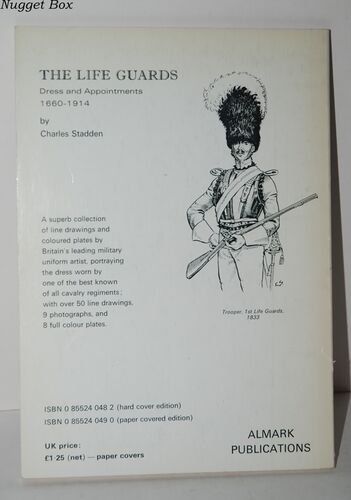 Nugget Box
THE LIFE GUARDS
Dress and Appointments
1660-1914
by
Charles Stadden
A superb collection
of line drawings and
coloured plates by
Britain's leading military
uniform artist, portraying
the dress worn by
one of the best known
of all cavalry regiments;
with over 50 line drawings,
9 photographs, and
8 full colour plates.
Trooper, 1st Life Guards,
1833
ISBN 0 85524 048 2 (hard cover edition)
ISBN 0 85524 049 0 (paper covered edition)
UK price:
£1·25 (net) — paper covers
ALMARK
PUBLICATIONS